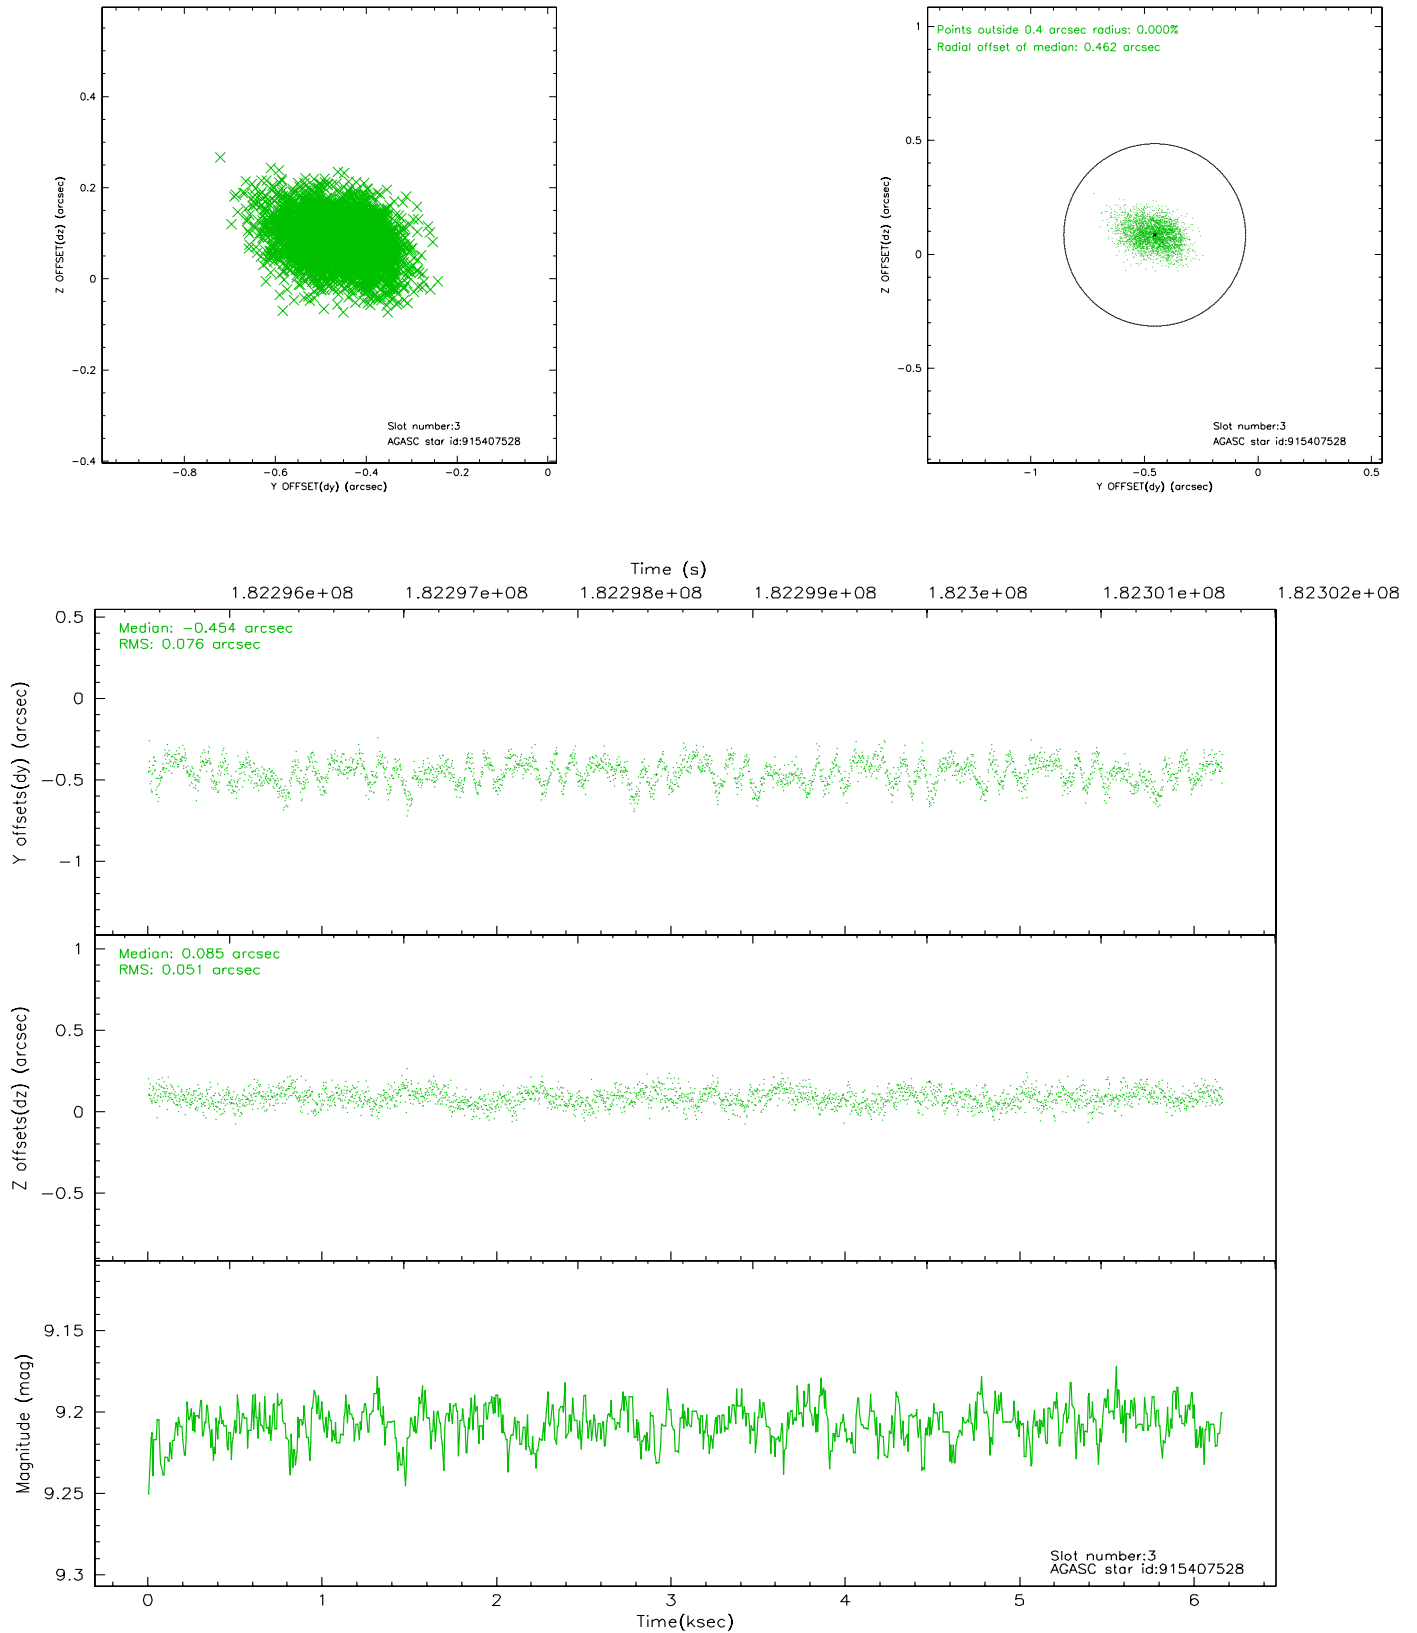 0.4
0.2
0
−0.2
−0.4
Z OFFSET(dz) (arcsec)
−0.8
−0.6
−0.4
−0.2
0
Y OFFSET(dy) (arcsec)
Slot number:3
AGASC star id:915407528
Points outside 0.4 arcsec radius: 0.000%
Radial offset of median: 0.462 arcsec
1
0.5
0
−0.5
Z OFFSET(dz) (arcsec)
−1
−0.5
0
0.5
Y OFFSET(dy) (arcsec)
Slot number:3
AGASC star id:915407528
Time (s)
1.82296e+08
1.82297e+08
1.82298e+08
1.82299e+08
1.823e+08
1.82301e+08
1.82302e+08
Median: −0.454 arcsec
RMS: 0.076 arcsec
0.5
0
−0.5
−1
Y offsets(dy) (arcsec)
Median: 0.085 arcsec
RMS: 0.051 arcsec
1
0.5
0
−0.5
Z offsets(dz) (arcsec)
9.15
9.2
9.25
9.3
Magnitude (mag)
Slot number:3
AGASC star id:915407528
0
1
2
3
4
5
6
Time(ksec)